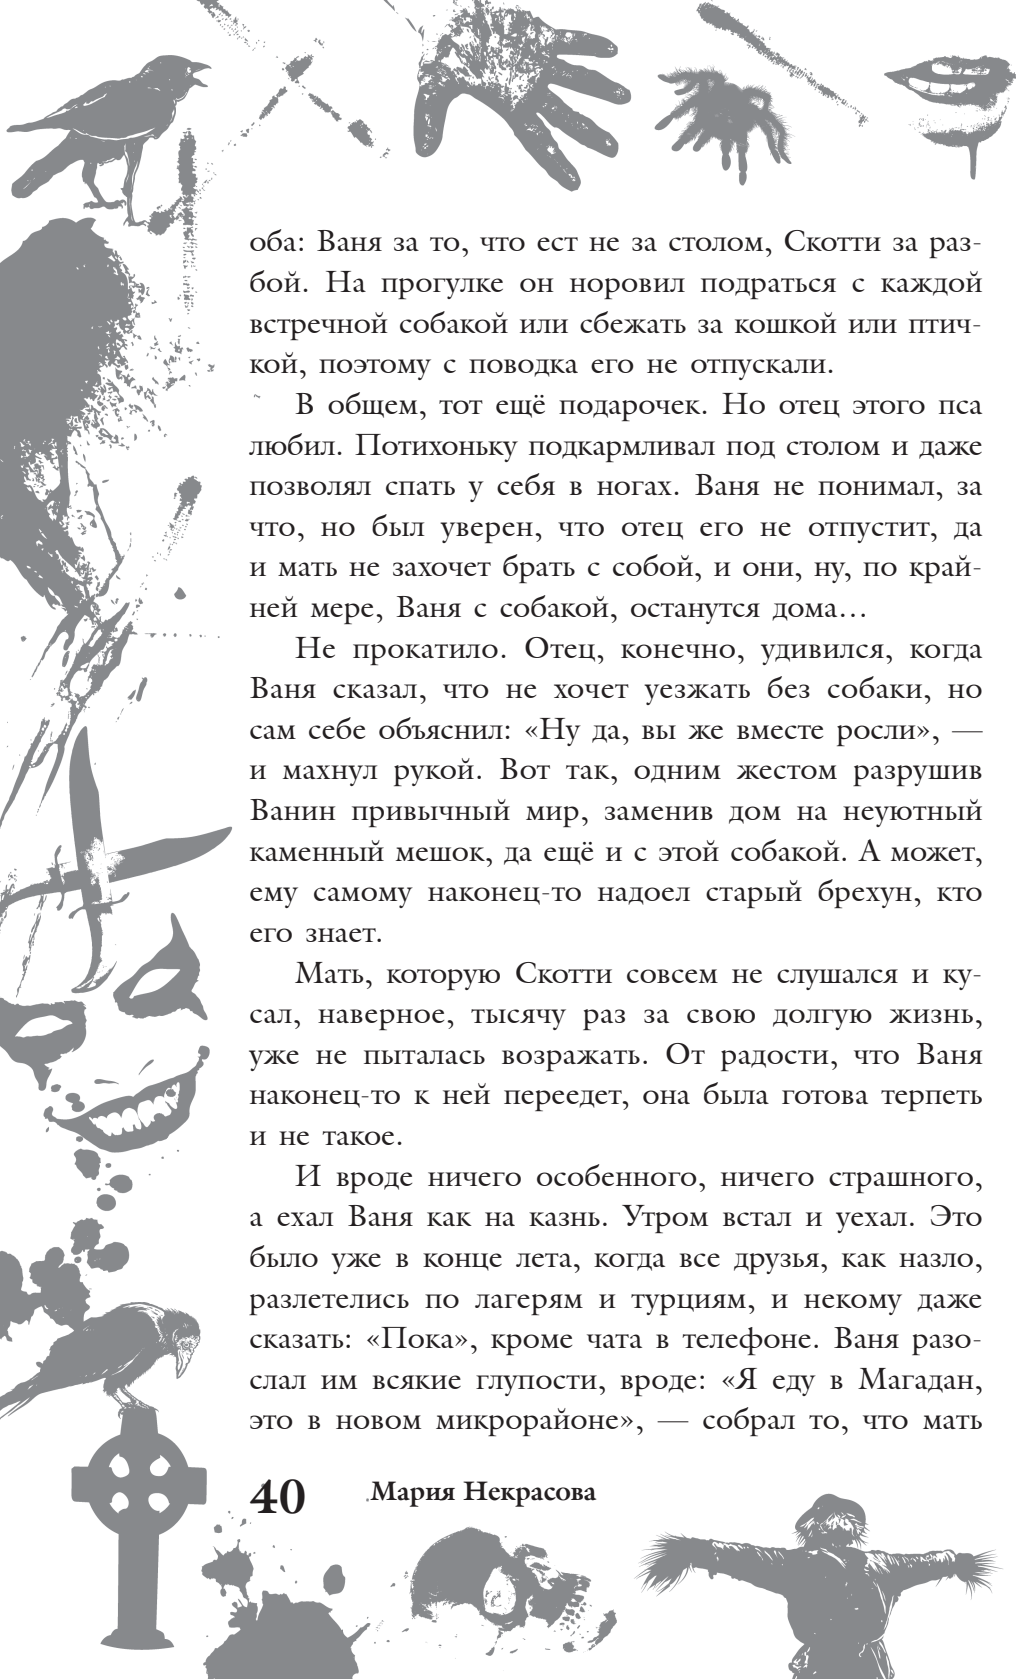 оба: Ваня за то, что ест не за столом, Скотти за раз-
бой. На прогулке он норовил подраться с каждой
встречной собакой или сбежать за кошкой или птич-
кой, поэтому с поводка его не отпускали.
В общем, тот ещё подарочек. Но отец этого пса
любил. Потихоньку подкармливал под столом и даже
позволял спать у себя в ногах. Ваня не понимал, за
что, но был уверен, что отец его не отпустит, да
и мать не захочет брать с собой, и они, ну, по край-
ней мере, Ваня с собакой, останутся дома…
Не прокатило. Отец, конечно, удивился, когда
Ваня сказал, что не хочет уезжать без собаки, но
сам себе объяснил: «Ну да, вы же вместе росли», —
и махнул рукой. Вот так, одним жестом разрушив
Ванин привычный мир, заменив дом на неуютный
каменный мешок, да ещё и с этой собакой. А может,
ему самому наконец-то надоел старый брехун, кто
его знает.
Мать, которую Скотти совсем не слушался и ку-
сал, наверное, тысячу раз за свою долгую жизнь,
уже не пыталась возражать. От радости, что Ваня
наконец-то к ней переедет, она была готова терпеть
и не такое.
И вроде ничего особенного, ничего страшного,
а ехал Ваня как на казнь. Утром встал и уехал. Это
было уже в конце лета, когда все друзья, как назло,
разлетелись по лагерям и турциям, и некому даже
сказать: «Пока», кроме чата в телефоне. Ваня разо-
слал им всякие глупости, вроде: «Я еду в Магадан,
это в новом микрорайоне», — собрал то, что мать
40 Мария Некрасова